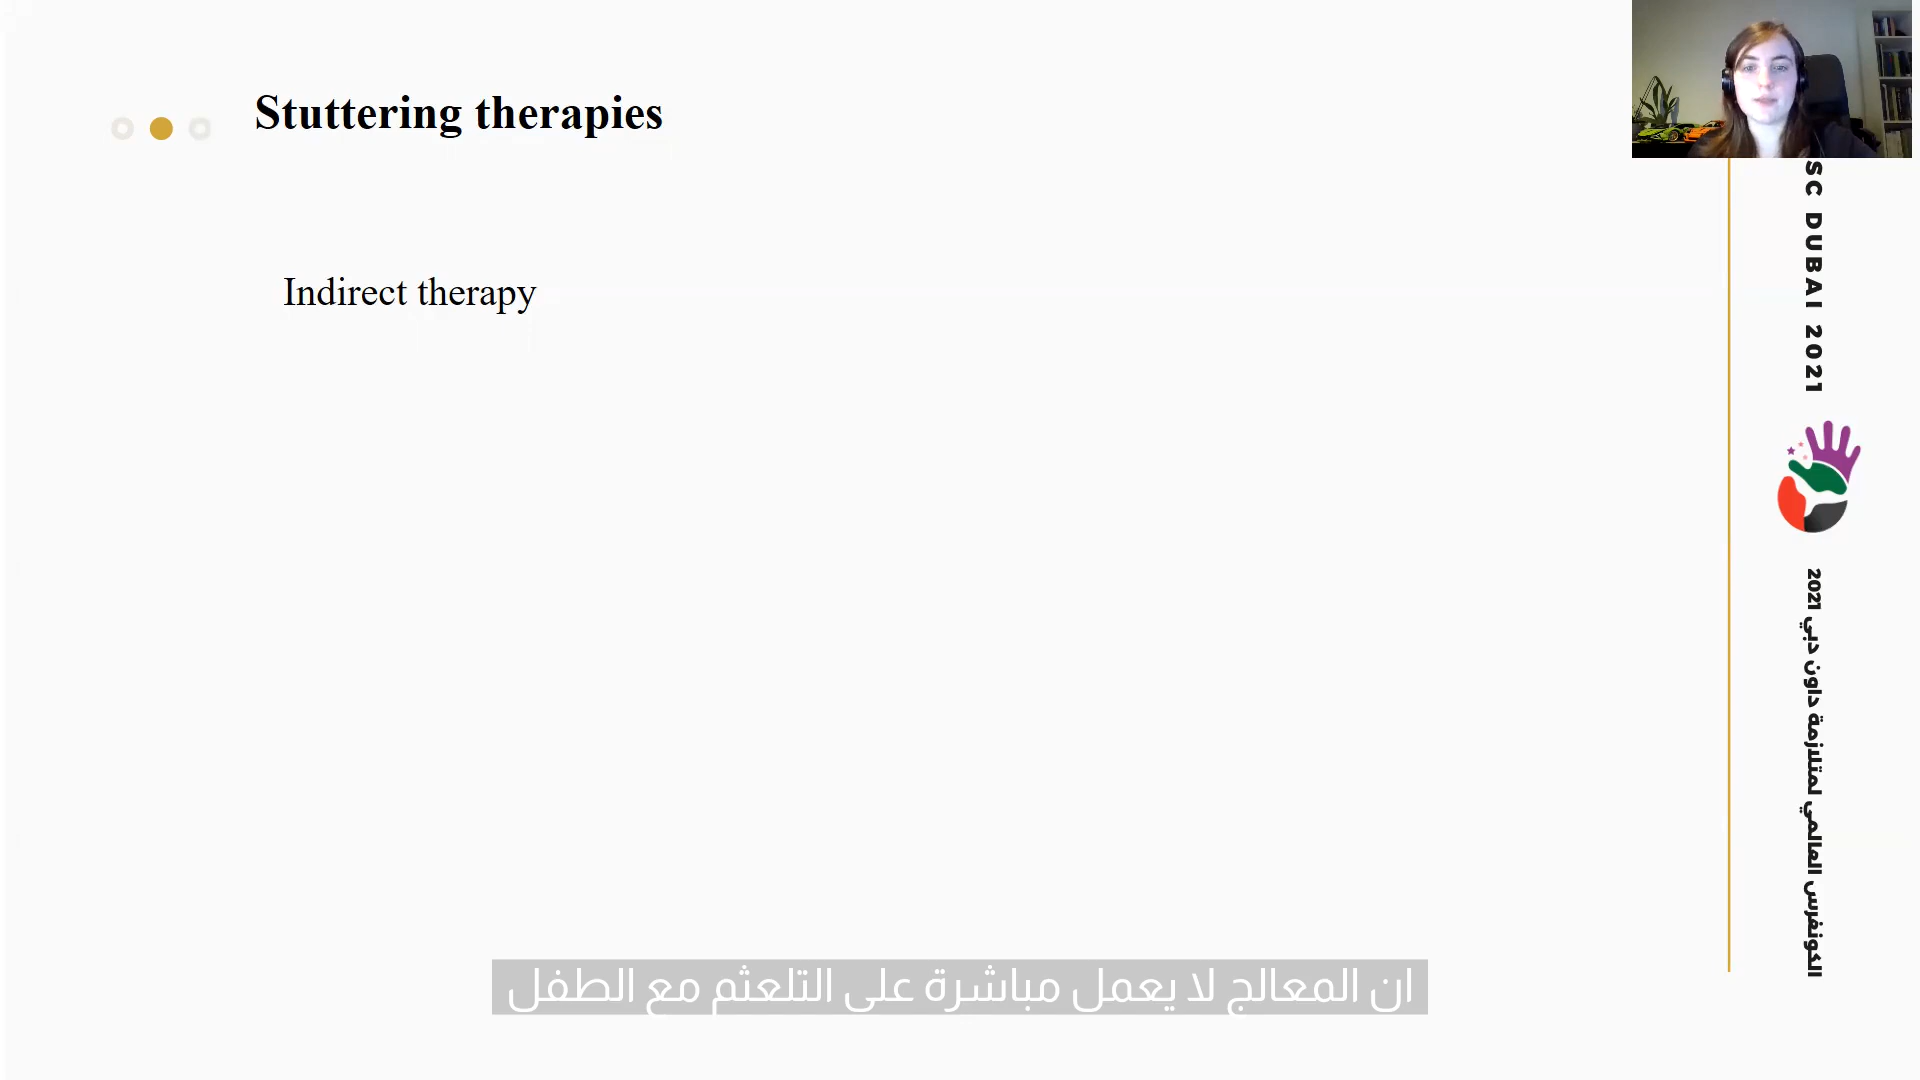 Stuttering therapies
Indirect therapy
SC DUBAI 2021
الكونغرس العالمي لمتلازمة داون دبي 2021
ان المعالج لا يعمل مباشرة على التلعثم مع الطفل